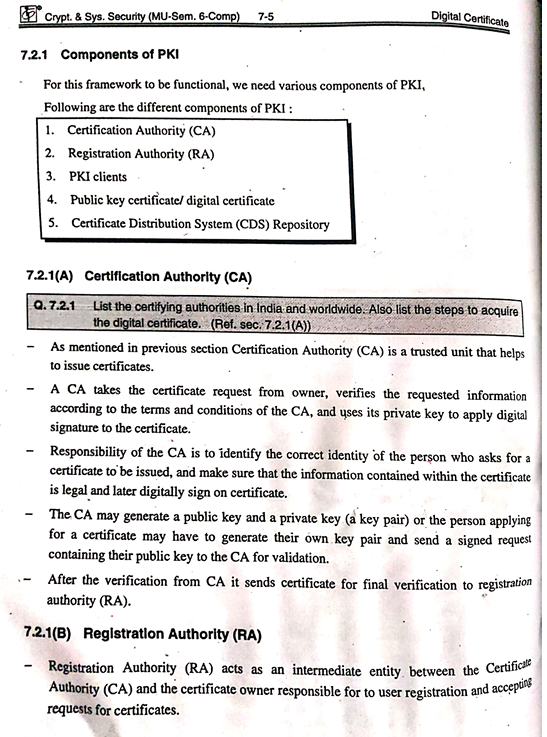 Crypt. & Sys. Security (MU-Sem. 6-Comp) 7-5 Digital Certificate
7.2.1 Components of PKI
For this framework to be functional, we need various components of PKI,
Following are the different components of PKI :
1. Certification Authority (CA)
2. Registration Authority (RA)
3. PKI clients
4. Public key certificate/ digital certificate
5. Certificate Distribution System (CDS) Repository
7.2.1(A) Certification Authority (CA)
Q. 7.2.1 List the certifying authorities in India and worldwide. Also list the steps to acquire
the digital certificate. (Ref. sec. 7.2.1(A))
– As mentioned in previous section Certification Authority (CA) is a trusted unit that helps
to issue certificates.
– A CA takes the certificate request from owner, verifies the requested information
according to the terms and conditions of the CA, and uses its private key to apply digital
signature to the certificate.
– Responsibility of the CA is to identify the correct identity of the person who asks for a
certificate to be issued, and make sure that the information contained within the certificate
is legal and later digitally sign on certificate.
– The CA may generate a public key and a private key (a key pair) or the person applying
for a certificate may have to generate their own key pair and send a signed request
containing their public key to the CA for validation.
– After the verification from CA it sends certificate for final verification to registration
authority (RA).
7.2.1(B) Registration Authority (RA)
– Registration Authority (RA) acts as an intermediate entity between the Certificate
Authority (CA) and the certificate owner responsible for to user registration and accepting
requests for certificates.